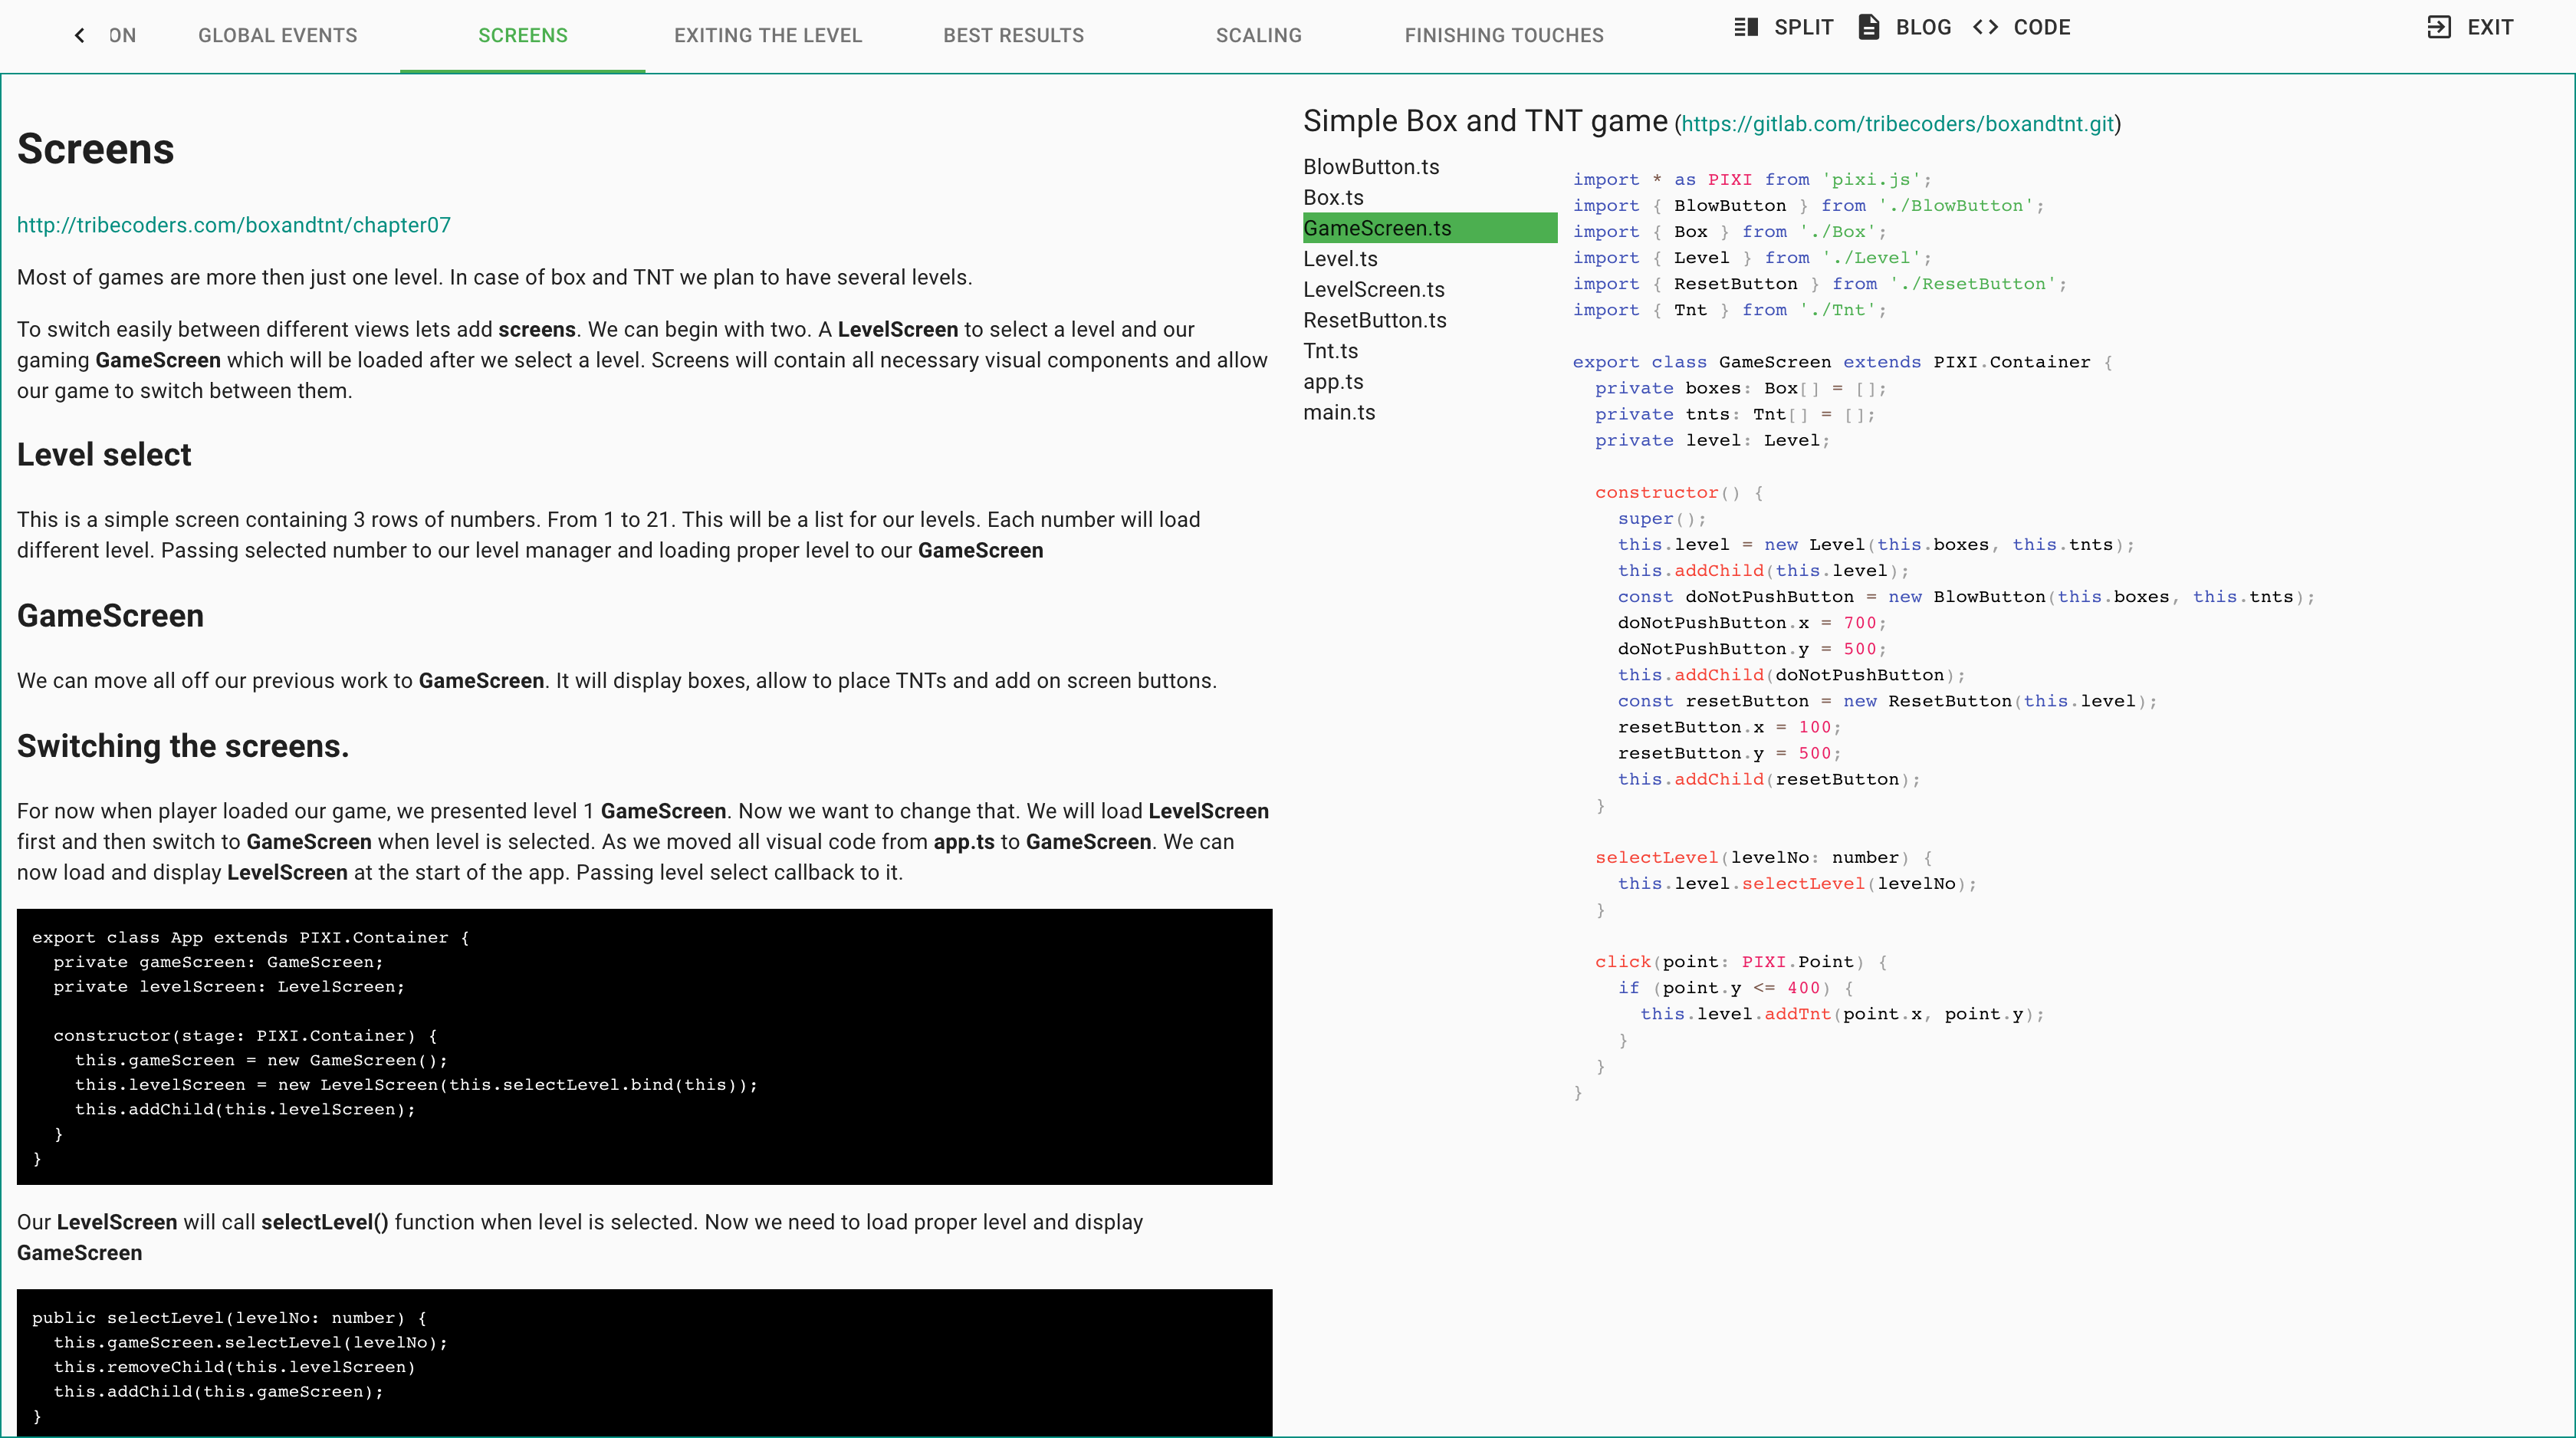 ON GLOBAL EVENTS SCREENS EXITING THE LEVEL BEST RESULTS SCALING FINISHING TOUCHES SPLIT BLOG CODE EXIT
Screens
http://tribecoders.com/boxandtnt/chapter07
Most of games are more then just one level. In case of box and TNT we plan to have several levels.
To switch easily between different views lets add screens. We can begin with two. A LevelScreen to select a level and our
gaming GameScreen which will be loaded after we select a level. Screens will contain all necessary visual components and allow
our game to switch between them.
Level select
This is a simple screen containing 3 rows of numbers. From 1 to 21. This will be a list for our levels. Each number will load
different level. Passing selected number to our level manager and loading proper level to our GameScreen
GameScreen
We can move all off our previous work to GameScreen. It will display boxes, allow to place TNTs and add on screen buttons.
Switching the screens.
For now when player loaded our game, we presented level 1 GameScreen. Now we want to change that. We will load LevelScreen
first and then switch to GameScreen when level is selected. As we moved all visual code from app.ts to GameScreen. We can
now load and display LevelScreen at the start of the app. Passing level select callback to it.
export class App extends PIXI.Container {
  private gameScreen: GameScreen;
  private levelScreen: LevelScreen;

  constructor(stage: PIXI.Container) {
    this.gameScreen = new GameScreen();
    this.levelScreen = new LevelScreen(this.selectLevel.bind(this));
    this.addChild(this.levelScreen);
  }
}
Our LevelScreen will call selectLevel() function when level is selected. Now we need to load proper level and display
GameScreen
public selectLevel(levelNo: number) {
  this.gameScreen.selectLevel(levelNo);
  this.removeChild(this.levelScreen)
  this.addChild(this.gameScreen);
}
Simple Box and TNT game (https://gitlab.com/tribecoders/boxandtnt.git)
BlowButton.ts
Box.ts
GameScreen.ts
Level.ts
LevelScreen.ts
ResetButton.ts
Tnt.ts
app.ts
main.ts
import * as PIXI from 'pixi.js';
import { BlowButton } from './BlowButton';
import { Box } from './Box';
import { Level } from './Level';
import { ResetButton } from './ResetButton';
import { Tnt } from './Tnt';

export class GameScreen extends PIXI.Container {
  private boxes: Box[] = [];
  private tnts: Tnt[] = [];
  private level: Level;

  constructor() {
    super();
    this.level = new Level(this.boxes, this.tnts);
    this.addChild(this.level);
    const doNotPushButton = new BlowButton(this.boxes, this.tnts);
    doNotPushButton.x = 700;
    doNotPushButton.y = 500;
    this.addChild(doNotPushButton);
    const resetButton = new ResetButton(this.level);
    resetButton.x = 100;
    resetButton.y = 500;
    this.addChild(resetButton);
  }

  selectLevel(levelNo: number) {
    this.level.selectLevel(levelNo);
  }

  click(point: PIXI.Point) {
    if (point.y <= 400) {
      this.level.addTnt(point.x, point.y);
    }
  }
}